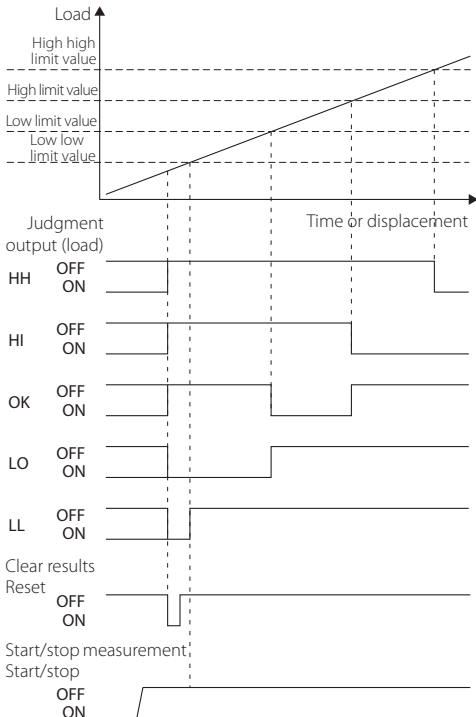 Load
High high
limit value
High limit value
Low limit value
Low low
limit value
Time or displacement
Judgment
output (load)
HH OFF
ON
HI OFF
ON
OK OFF
ON
LO OFF
ON
LL OFF
ON
Clear results
Reset
OFF
ON
Start/stop measurement
Start/stop
OFF
ON